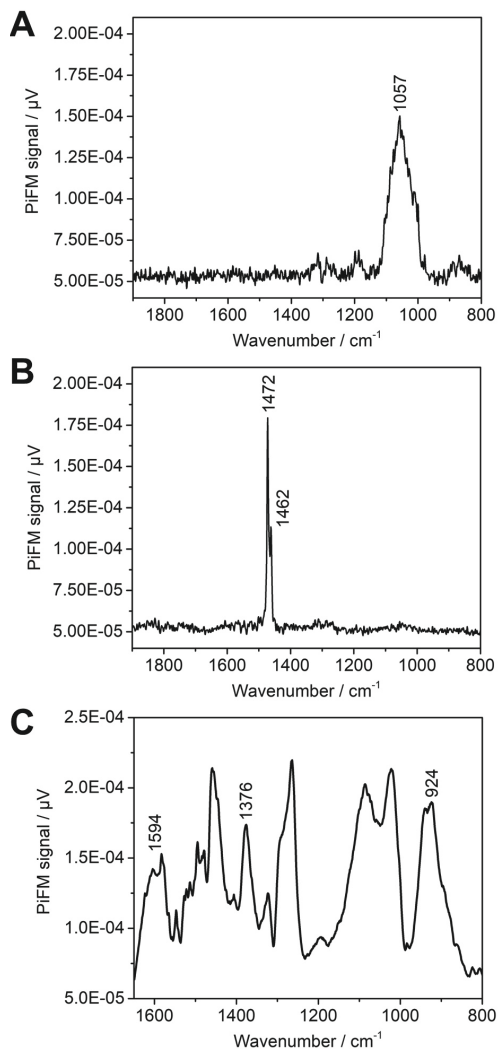 A
2.00E-04
1.75E-04
1.50E-04
1.25E-04
1.00E-04
7.50E-05
5.00E-05
PiFM signal / µV
1057
1800 1600 1400 1200 1000 800
Wavenumber / cm-1
B
2.00E-04
1.75E-04
1.50E-04
1.25E-04
1.00E-04
7.50E-05
5.00E-05
PiFM signal / µV
1472
1462
1800 1600 1400 1200 1000 800
Wavenumber / cm-1
C
2.5E-04
2.0E-04
1.5E-04
1.0E-04
5.0E-05
PiFM signal / µV
1594
1376
924
1600 1400 1200 1000 800
Wavenumber / cm-1